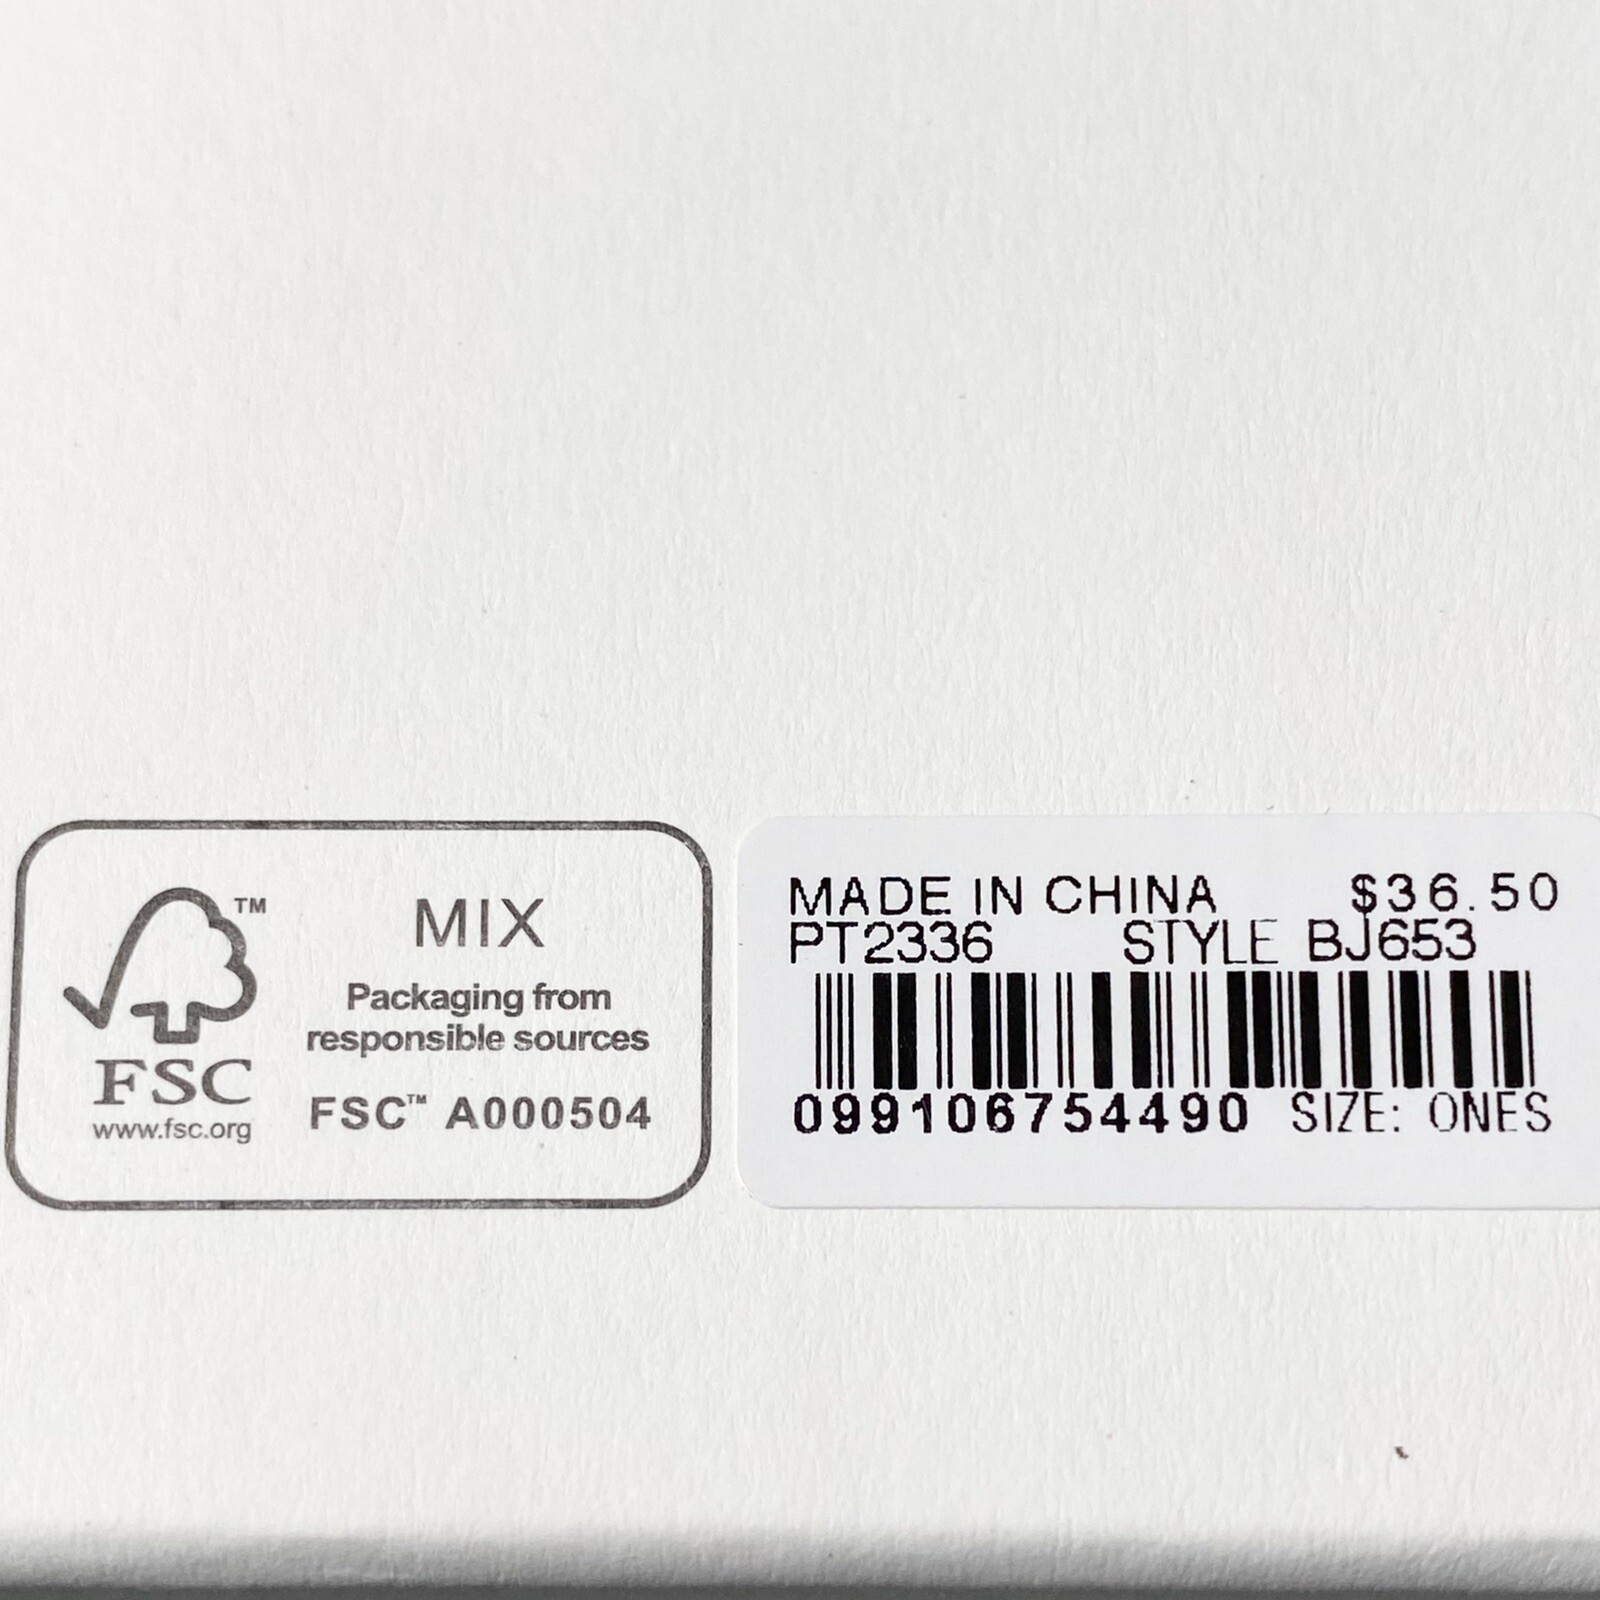 TM
MIX
Packaging from
responsible sources
FSC
www.fsc.org
FSC™ A000504
MADE IN CHINA $36.50
PT2336 STYLE BJ653
099106754490 SIZE: ONES